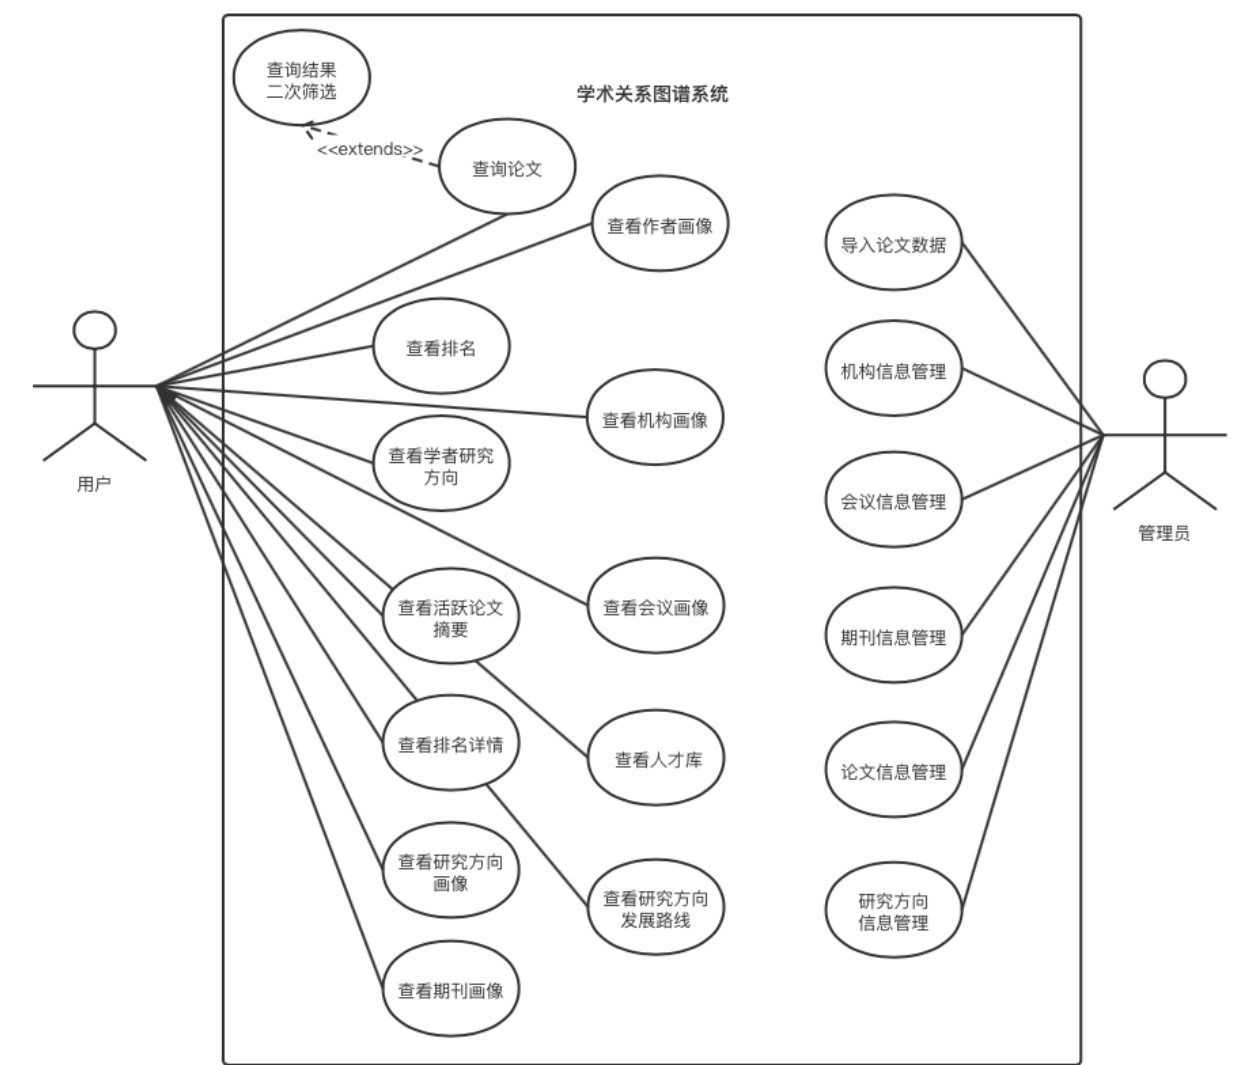 查询结果
二次筛选
学术关系图谱系统
<<extends>>
查询论文
查看作者画像
导入论文数据
查看排名
机构信息管理
查看机构画像
查看学者研究
方向
会议信息管理
用户
管理员
查看活跃论文
摘要
查看会议画像
期刊信息管理
查看排名详情
查看人才库
论文信息管理
查看研究方向
画像
查看研究方向
发展路线
研究方向
信息管理
查看期刊画像